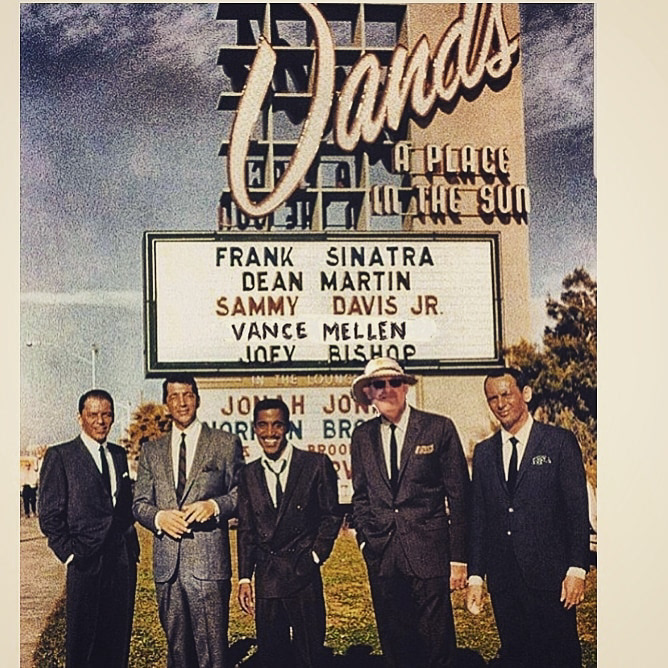 Sands
A PLACE
IN THE SUN
FRANK SINATRA
DEAN MARTIN
SAMMY DAVIS JR.
VANCE MELLEN
JOEY BISHOP
IN THE LOUNGE
JONAH